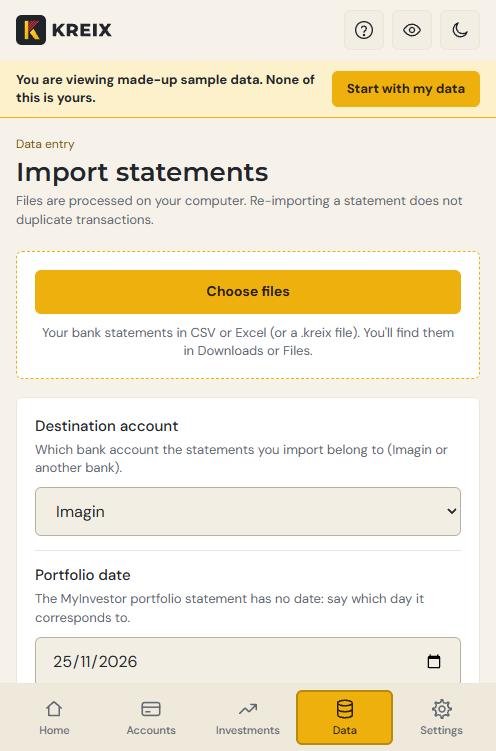 KREIX
You are viewing made-up sample data. None of
this is yours.
Start with my data
Data entry
Import statements
Files are processed on your computer. Re-importing a statement does not
duplicate transactions.
Choose files
Your bank statements in CSV or Excel (or a .kreix file). You'll find them
in Downloads or Files.
Destination account
Which bank account the statements you import belong to (Imagin or
another bank).
Imagin
Portfolio date
The MyInvestor portfolio statement has no date: say which day it
corresponds to.
25/11/2026
Home
Accounts
Investments
Data
Settings